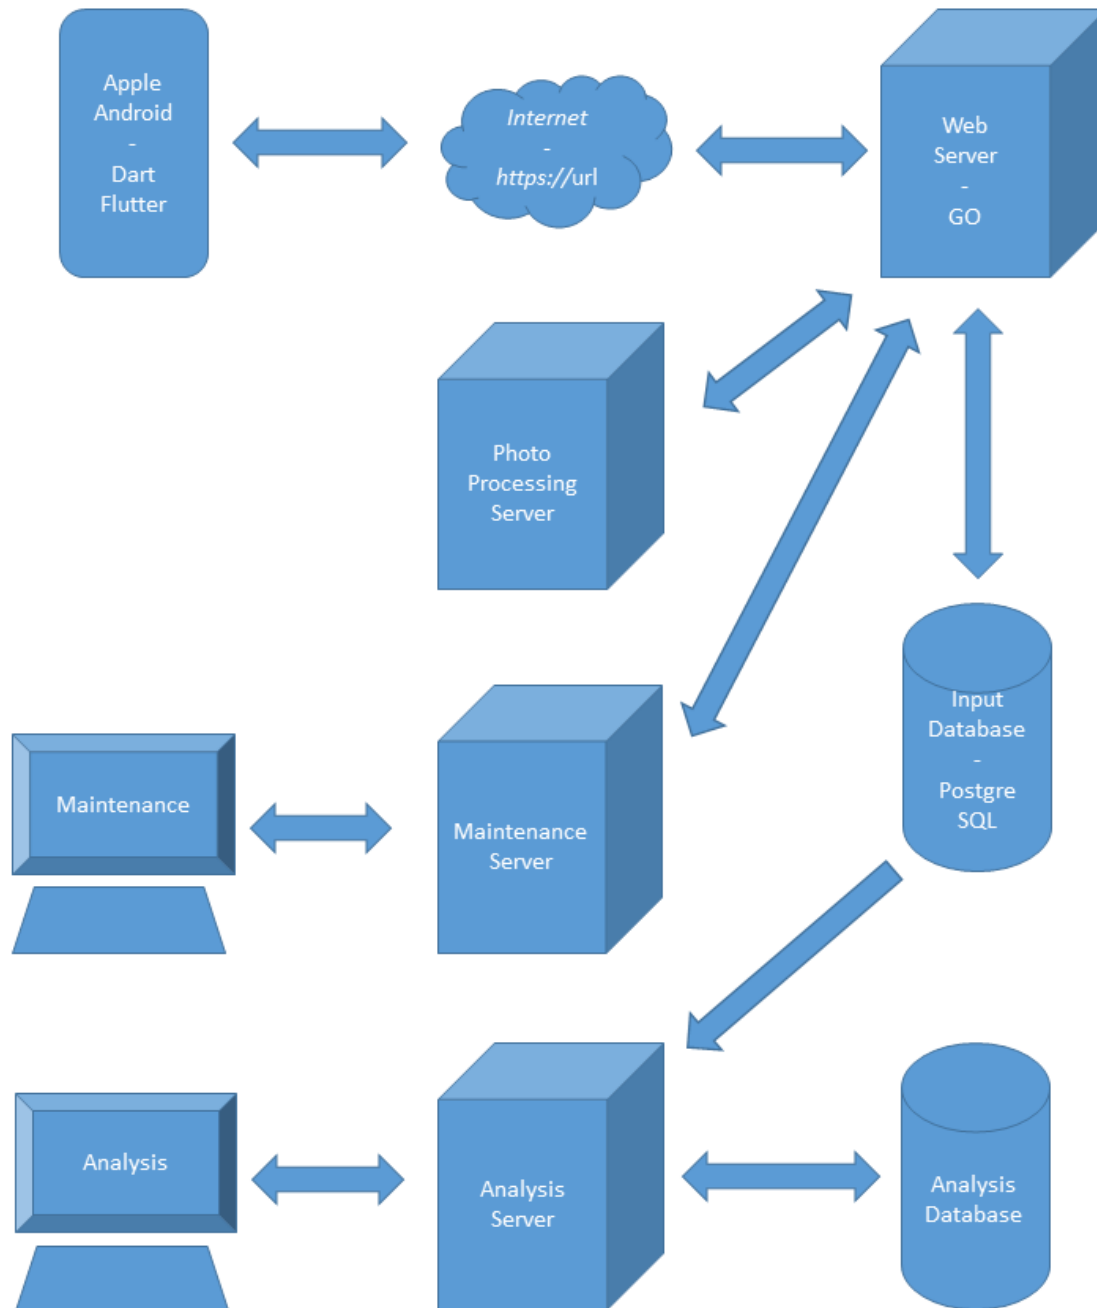 Apple
Android
-
Dart
Flutter
Internet
-
https://url
Web
Server
-
GO
Photo
Processing
Server
Input
Database
-
Postgre
SQL
Maintenance
Maintenance
Server
Analysis
Analysis
Server
Analysis
Database